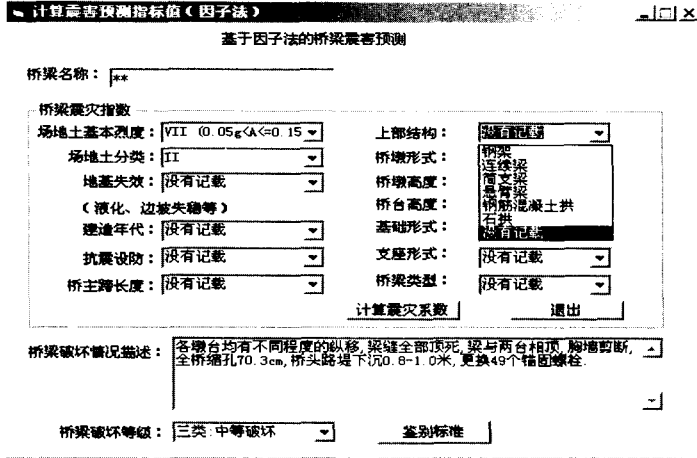 计算震害预测指标值(因子法)
基于因子法的桥梁震害预测
桥梁名称: **
桥梁震灾指数
场地土基本烈度: VII (0.05g<A<=0.15
场地土分类: II
地基失效: 没有记载
(液化、边坡失稳等)
建造年代: 没有记载
抗震设防: 没有记载
桥主跨长度: 没有记载
上部结构: 没有记载
钢架
连续梁
简支梁
悬臂梁
钢筋混凝土拱
石拱
没有记载
桥墩形式:
桥墩高度:
桥台高度:
基础形式:
支座形式: 没有记载
桥梁类型: 没有记载
计算震灾系数 退出
桥梁破坏情况描述: 各墩台均有不同程度的纵移,梁缝全部顶死,梁与两台相顶,胸墙剪断,
全桥缩孔70.3cm,桥头路堤下沉0.8-1.0米,更换49个锚固螺栓.
桥梁破坏等级: 三类:中等破坏 鉴别标准